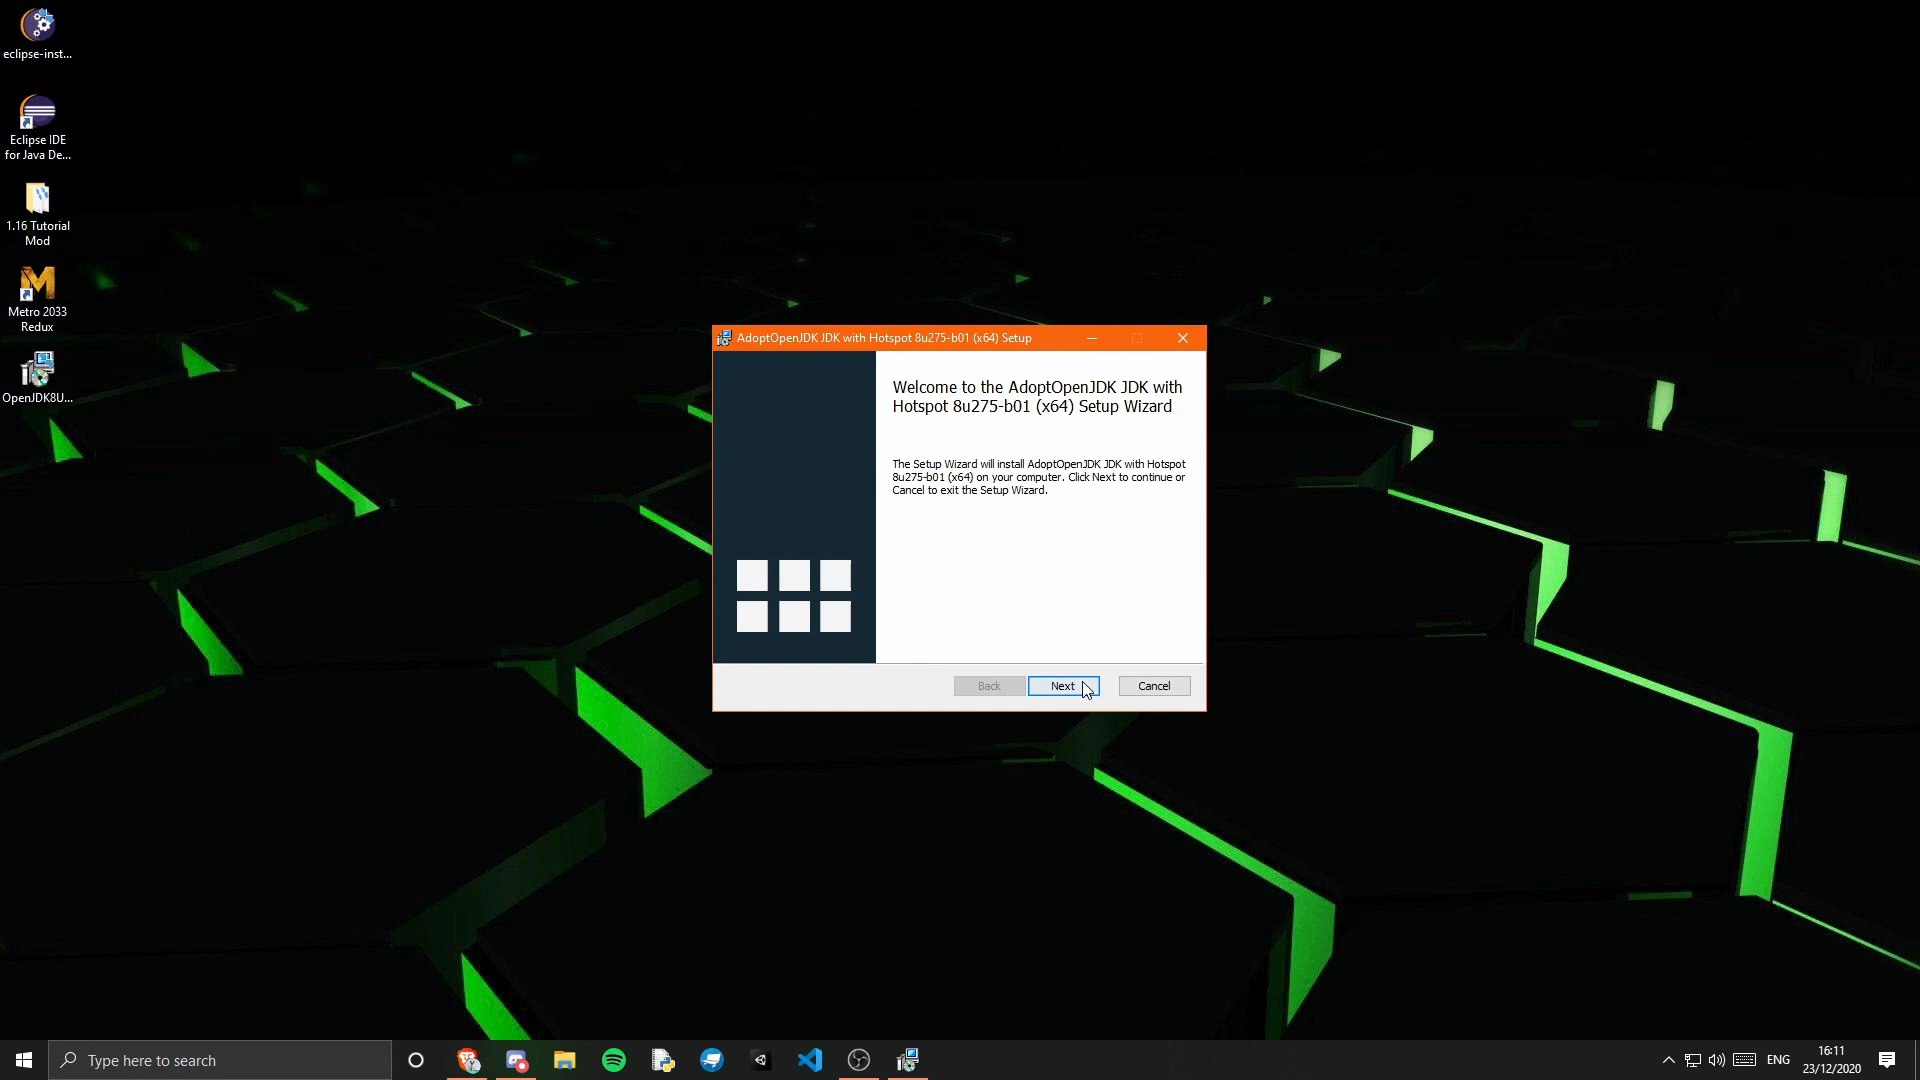 eclipse-inst...
Eclipse IDE
for Java De...
1.16 Tutorial
Mod
Metro 2033
Redux
OpenJDK8U...
AdoptOpenJDK JDK with Hotspot 8u275-b01 (x64) Setup
Welcome to the AdoptOpenJDK JDK with
Hotspot 8u275-b01 (x64) Setup Wizard
The Setup Wizard will install AdoptOpenJDK JDK with Hotspot
8u275-b01 (x64) on your computer. Click Next to continue or
Cancel to exit the Setup Wizard.
Back
Next
Cancel
Type here to search
ENG
16:11
23/12/2020